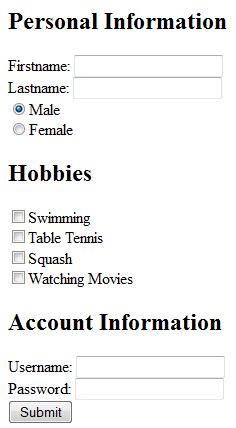 Personal Information
Firstname:
Lastname:
Male
Female
Hobbies
Swimming
Table Tennis
Squash
Watching Movies
Account Information
Username:
Password:
Submit